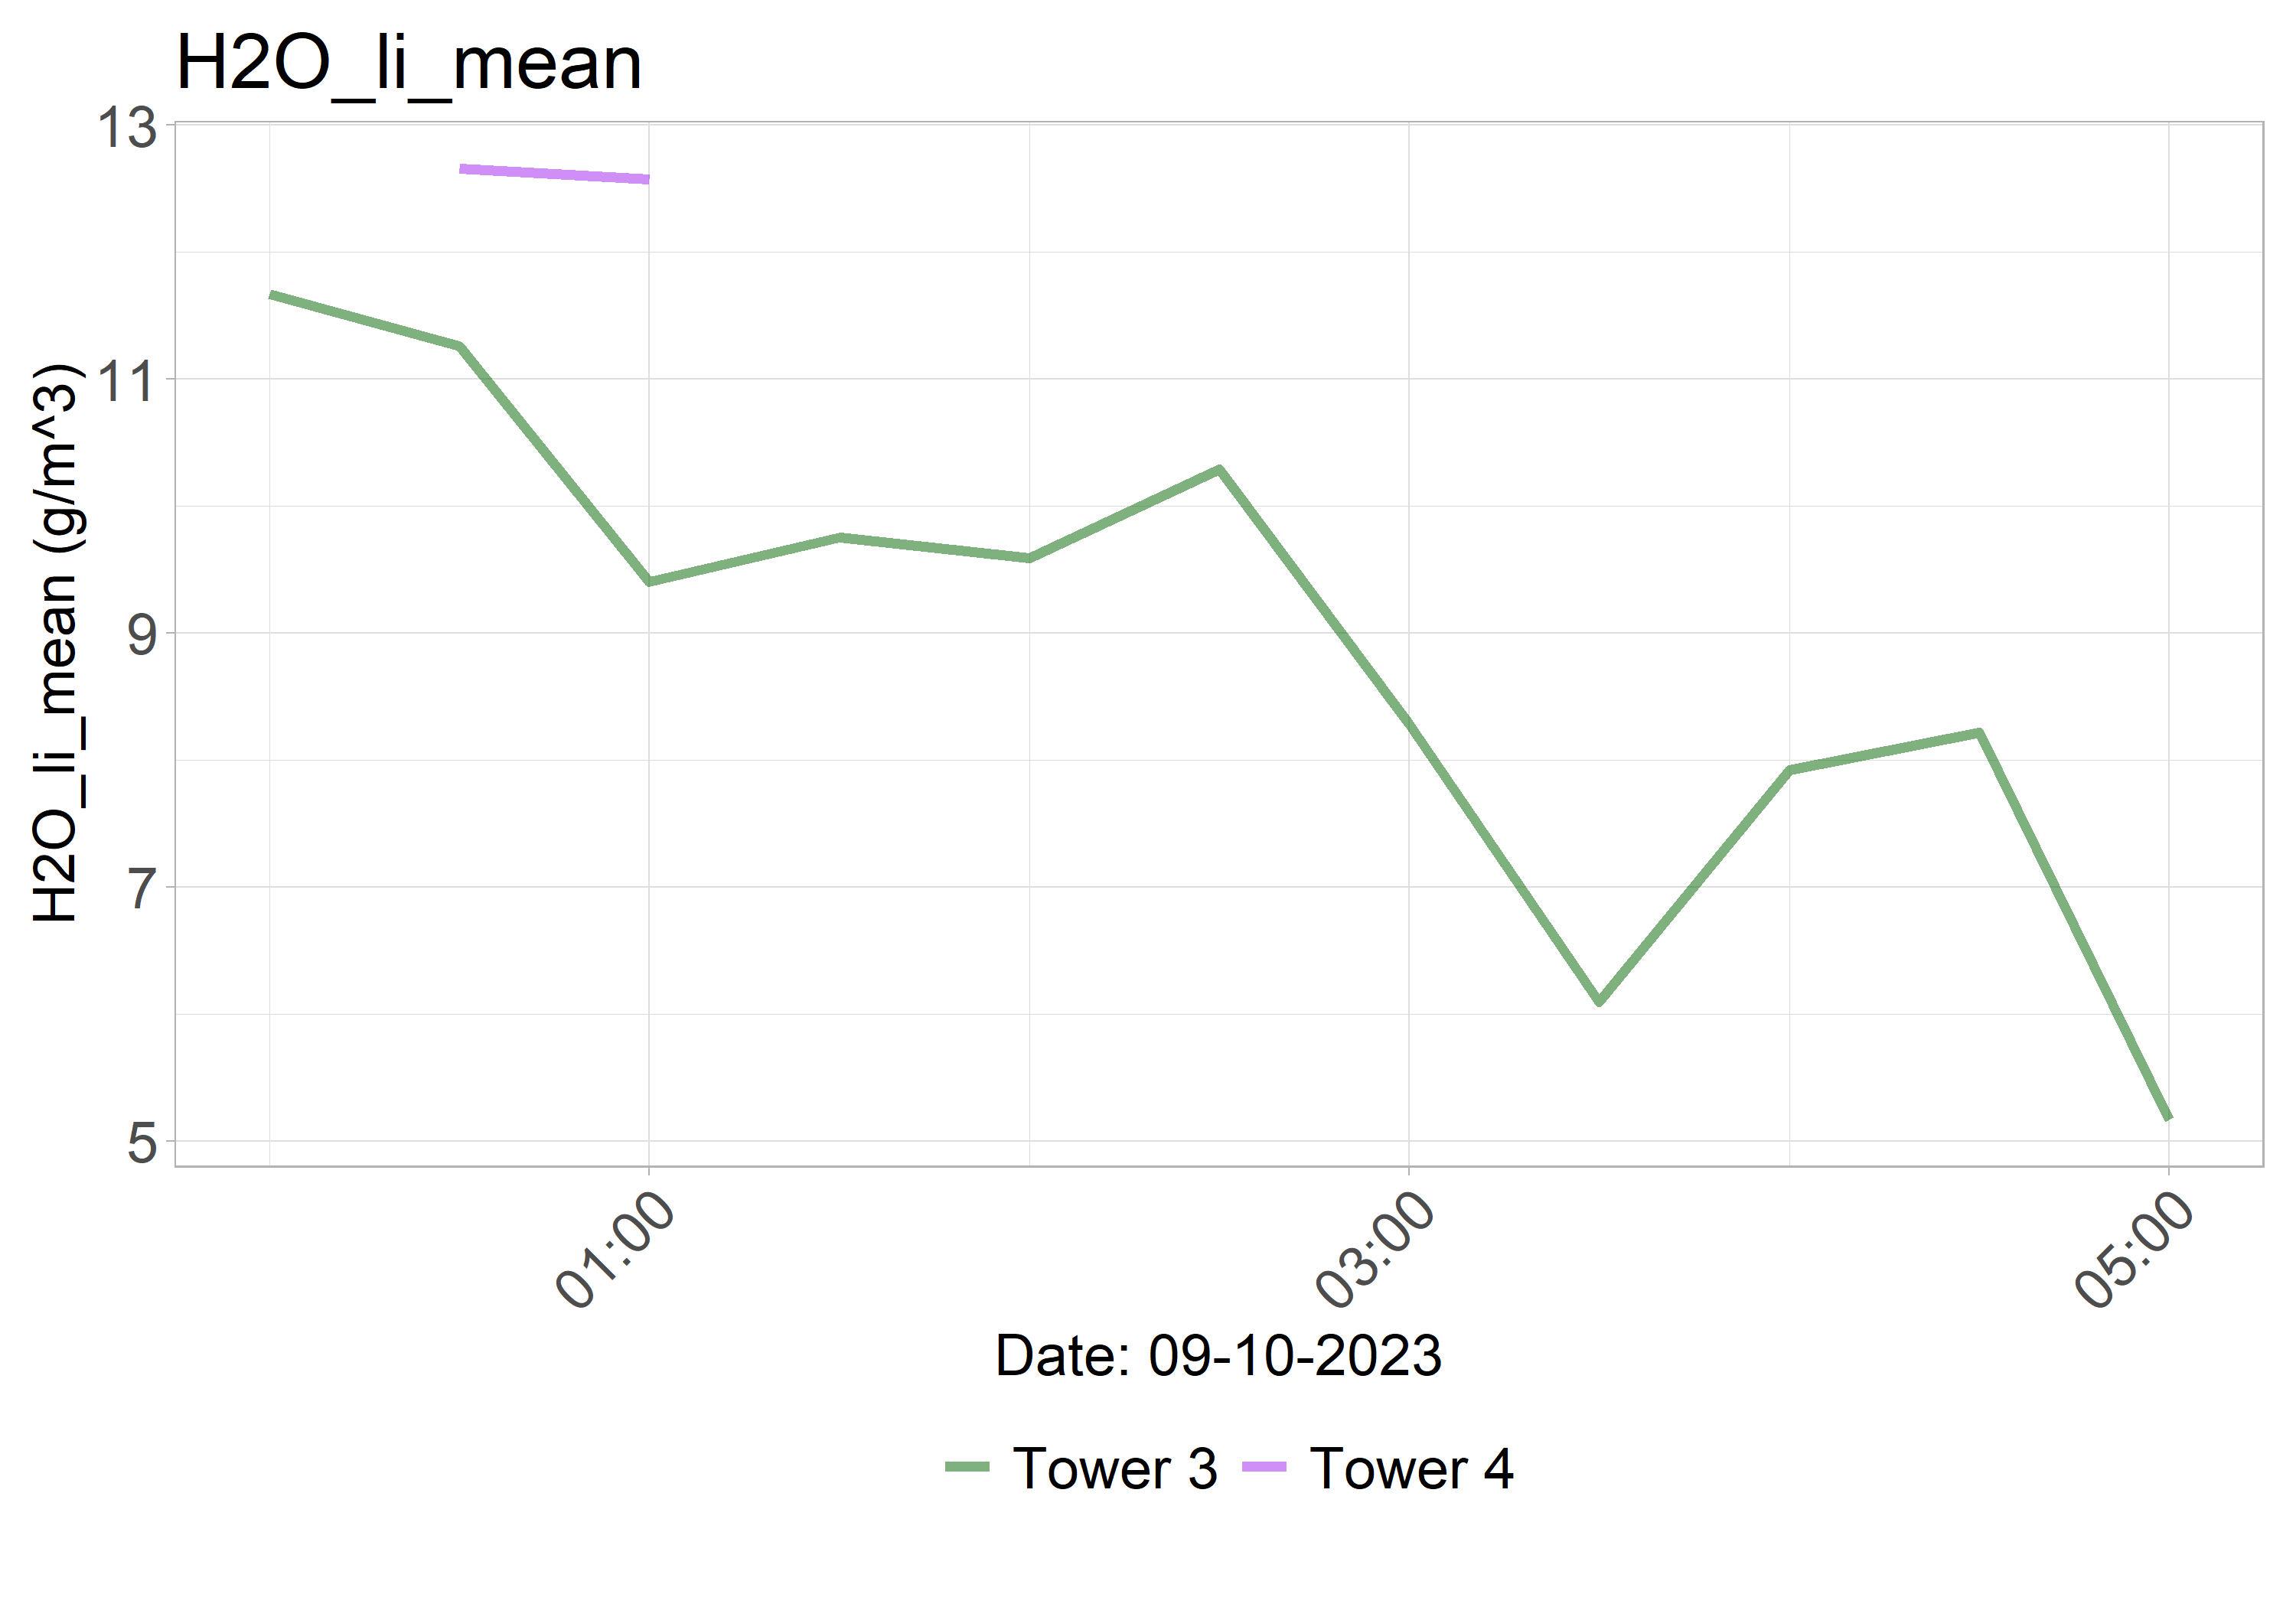 H2O_li_mean
13
11
9
7
5
H2O_li_mean (g/m^3)
01:00
03:00
05:00
Date: 09-10-2023
Tower 3 Tower 4